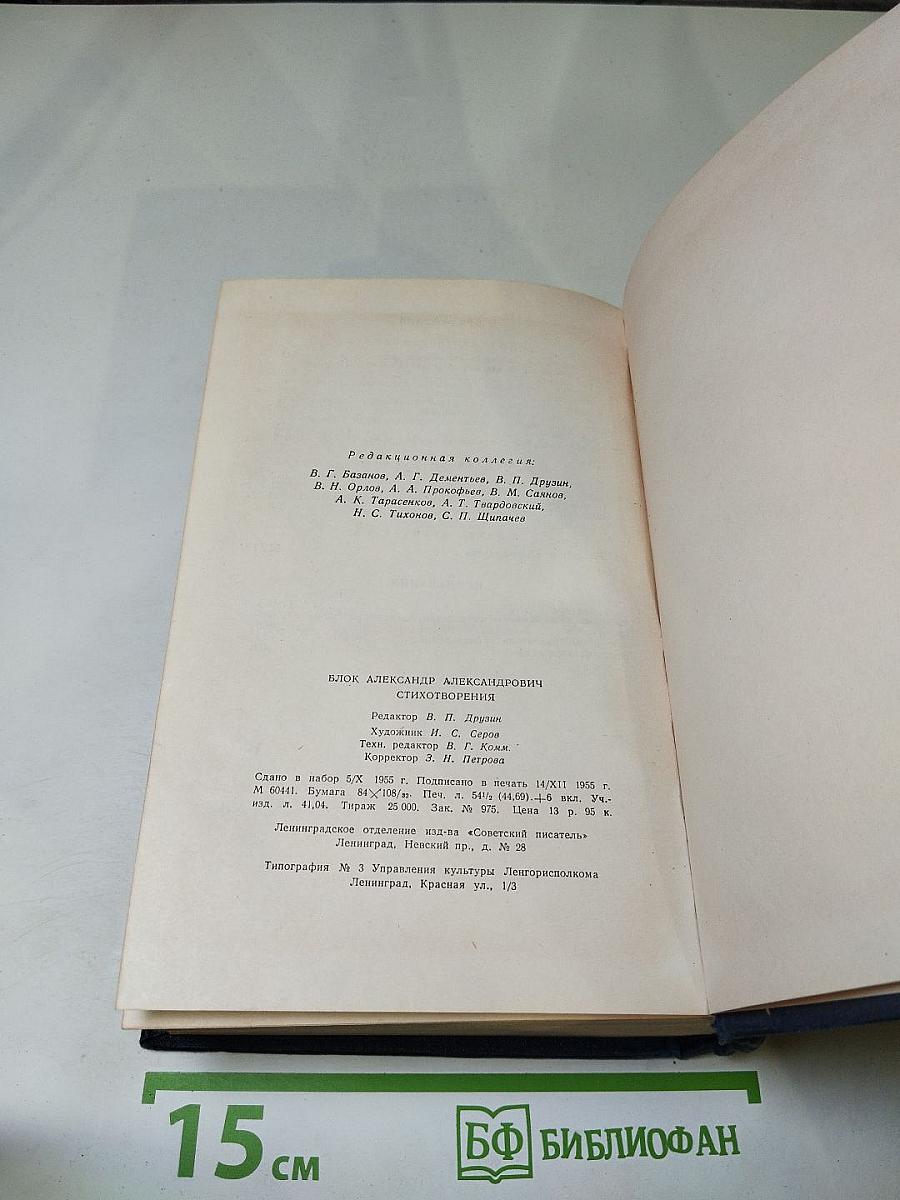 Редакционная коллегия:
В. Г. Базанов, А. Г. Дементьев, В. П. Друзин,
В. Н. Орлов, А. А. Прокофьев, В. М. Саянов,
А. К. Тарасенков, А. Т. Твардовский,
Н. С. Тихонов, С. П. Щипачев
БЛОК АЛЕКСАНДР АЛЕКСАНДРОВИЧ
СТИХОТВОРЕНИЯ
Редактор В. П. Друзин
Художник И. С. Серов
Техн. редактор В. Г. Комм.
Корректор З. Н. Петрова
Сдано в набор 5/X 1955 г. Подписано в печать 14/XII 1955 г.
М 60441. Бумага 84×108/32. Печ. л. 54 1/2 (44,69).+6 вкл. Уч.-
изд. л. 41,04. Тираж 25 000. Зак. № 975. Цена 13 р. 95 к.
Ленинградское отделение изд-ва «Советский писатель»
Ленинград, Невский пр., д. № 28
Типография № 3 Управления культуры Ленгорисполкома
Ленинград, Красная ул., 1/3
15 см
БФ БИБЛИОФАН